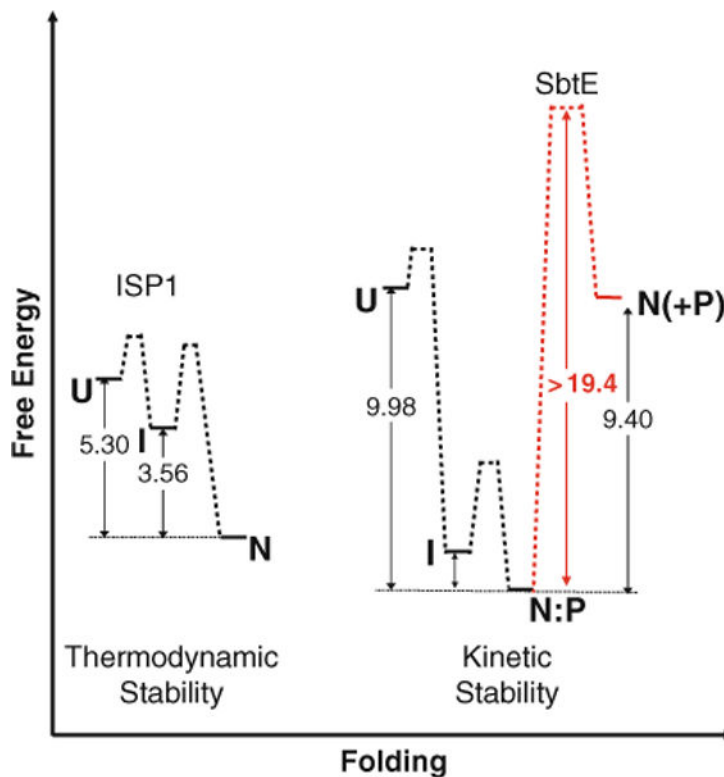 Free Energy
ISP1
U
5.30
I
3.56
N
Thermodynamic
Stability
SbtE
U
9.98
I
N:P
> 19.4
N(+P)
9.40
Kinetic
Stability
Folding